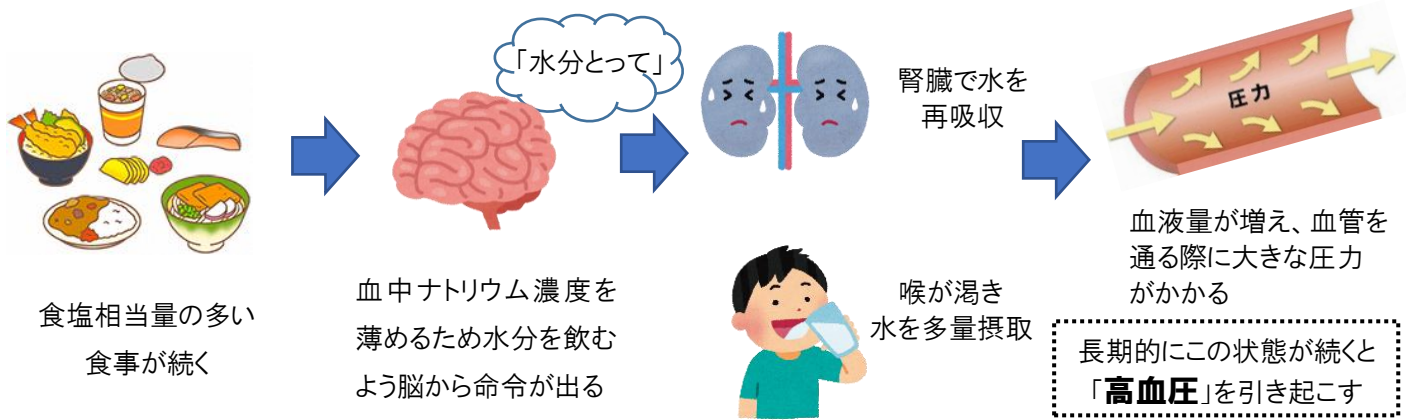 食塩相当量の多い
食事が続く
「水分とって」
血中ナトリウム濃度を
薄めるため水分を飲む
よう脳から命令が出る
腎臓で水を
再吸収
喉が渇き
水を多量摂取
圧力
血液量が増え、血管を
通る際に大きな圧力
がかかる
長期的にこの状態が続くと
「高血圧」を引き起こす